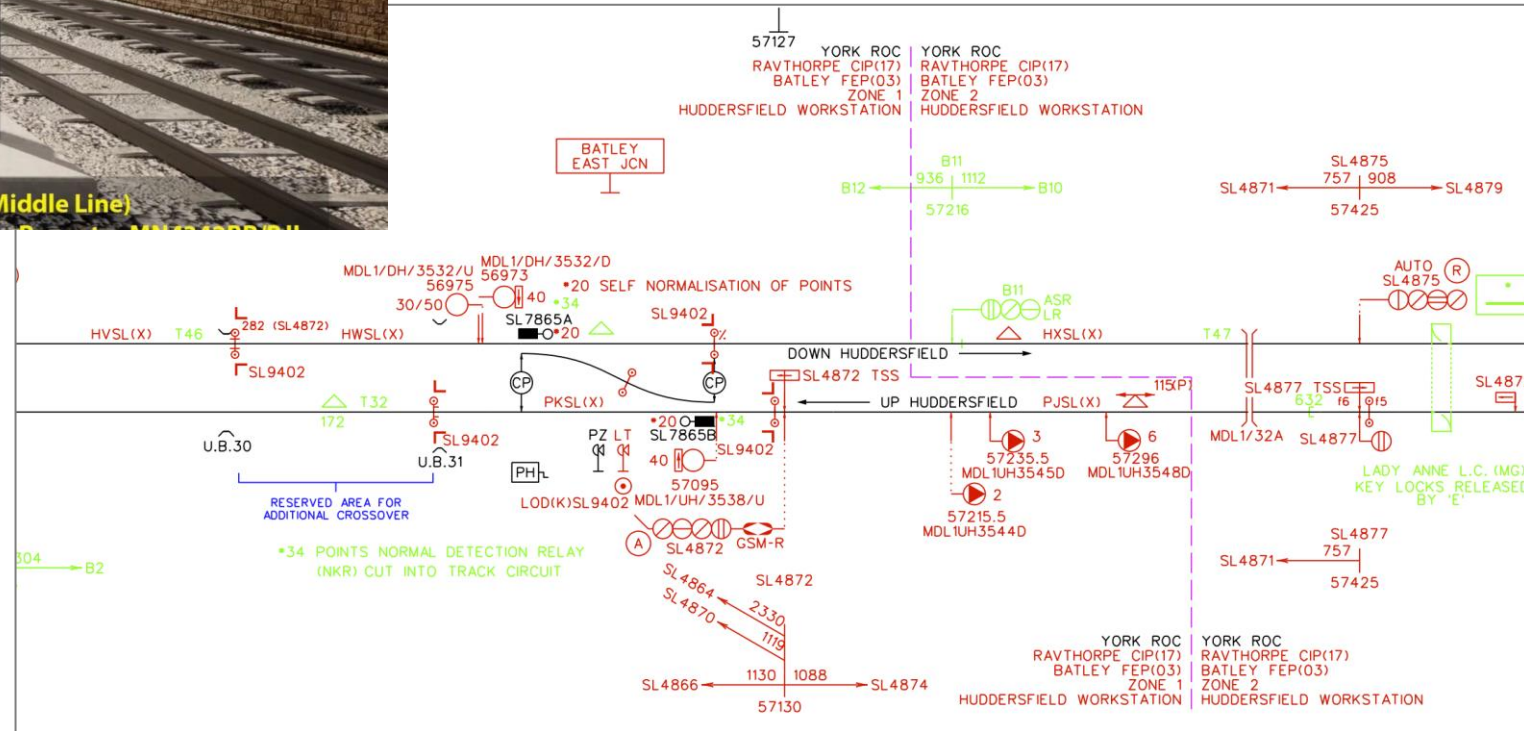 Middle Line)
57127
YORK ROC
RAVTHORPE CIP(17)
BATLEY FEP(03)
ZONE 1
HUDDERSFIELD WORKSTATION
YORK ROC
RAVTHORPE CIP(17)
BATLEY FEP(03)
ZONE 2
HUDDERSFIELD WORKSTATION
BATLEY
EAST JCN
B11
B12 936 1112 B10
57216
SL4875
SL4871 757 908 SL4879
57425
MDL1/DH/3532/U
56975
30/50
MDL1/DH/3532/D
56973
40
*20 SELF NORMALISATION OF POINTS
*34
SL7865A
*20
SL9402
B11
ASR
LR
AUTO
SL4875
R
HVSL(X)
T46
282 (SL4872)
HWSL(X)
HXSL(X)
T47
DOWN HUDDERSFIELD
SL9402
CP
CP
SL4872 TSS
115(P)
SL4877 TSS
SL487
T32
172
PKSL(X)
UP HUDDERSFIELD
PJSL(X)
632
f6
f5
U.B.30
SL9402
U.B.31
*20
*34
SL7865B
SL9402
MDL1/32A
SL4877
PZ
LT
40
57095
MDL1/UH/3538/U
PH
LOD(K)SL9402
3
57235.5
MDL1UH3545D
6
57296
MDL1UH3548D
2
57215.5
MDL1UH3544D
LADY ANNE L.C. (MG)
KEY LOCKS RELEASED
BY 'E'
RESERVED AREA FOR
ADDITIONAL CROSSOVER
A
SL4872
GSM-R
304
B2
*34 POINTS NORMAL DETECTION RELAY
(NKR) CUT INTO TRACK CIRCUIT
SL4872
SL4864 2330
SL4870 1119
SL4866 1130 1088 SL4874
57130
SL4877
SL4871 757
57425
YORK ROC
RAVTHORPE CIP(17)
BATLEY FEP(03)
ZONE 1
HUDDERSFIELD WORKSTATION
YORK ROC
RAVTHORPE CIP(17)
BATLEY FEP(03)
ZONE 2
HUDDERSFIELD WORKSTATION